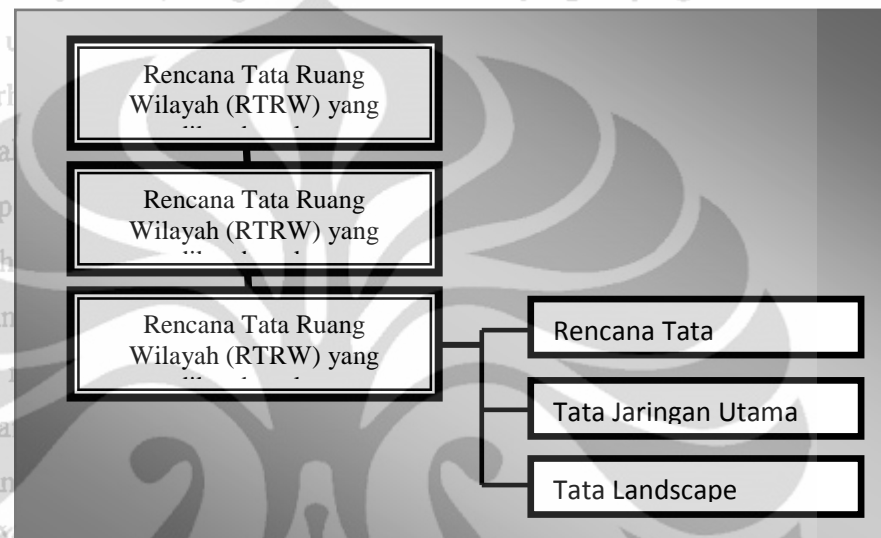 Rencana Tata Ruang
Wilayah (RTRW) yang
Rencana Tata Ruang
Wilayah (RTRW) yang
Rencana Tata Ruang
Wilayah (RTRW) yang
Rencana Tata
Tata Jaringan Utama
Tata Landscape